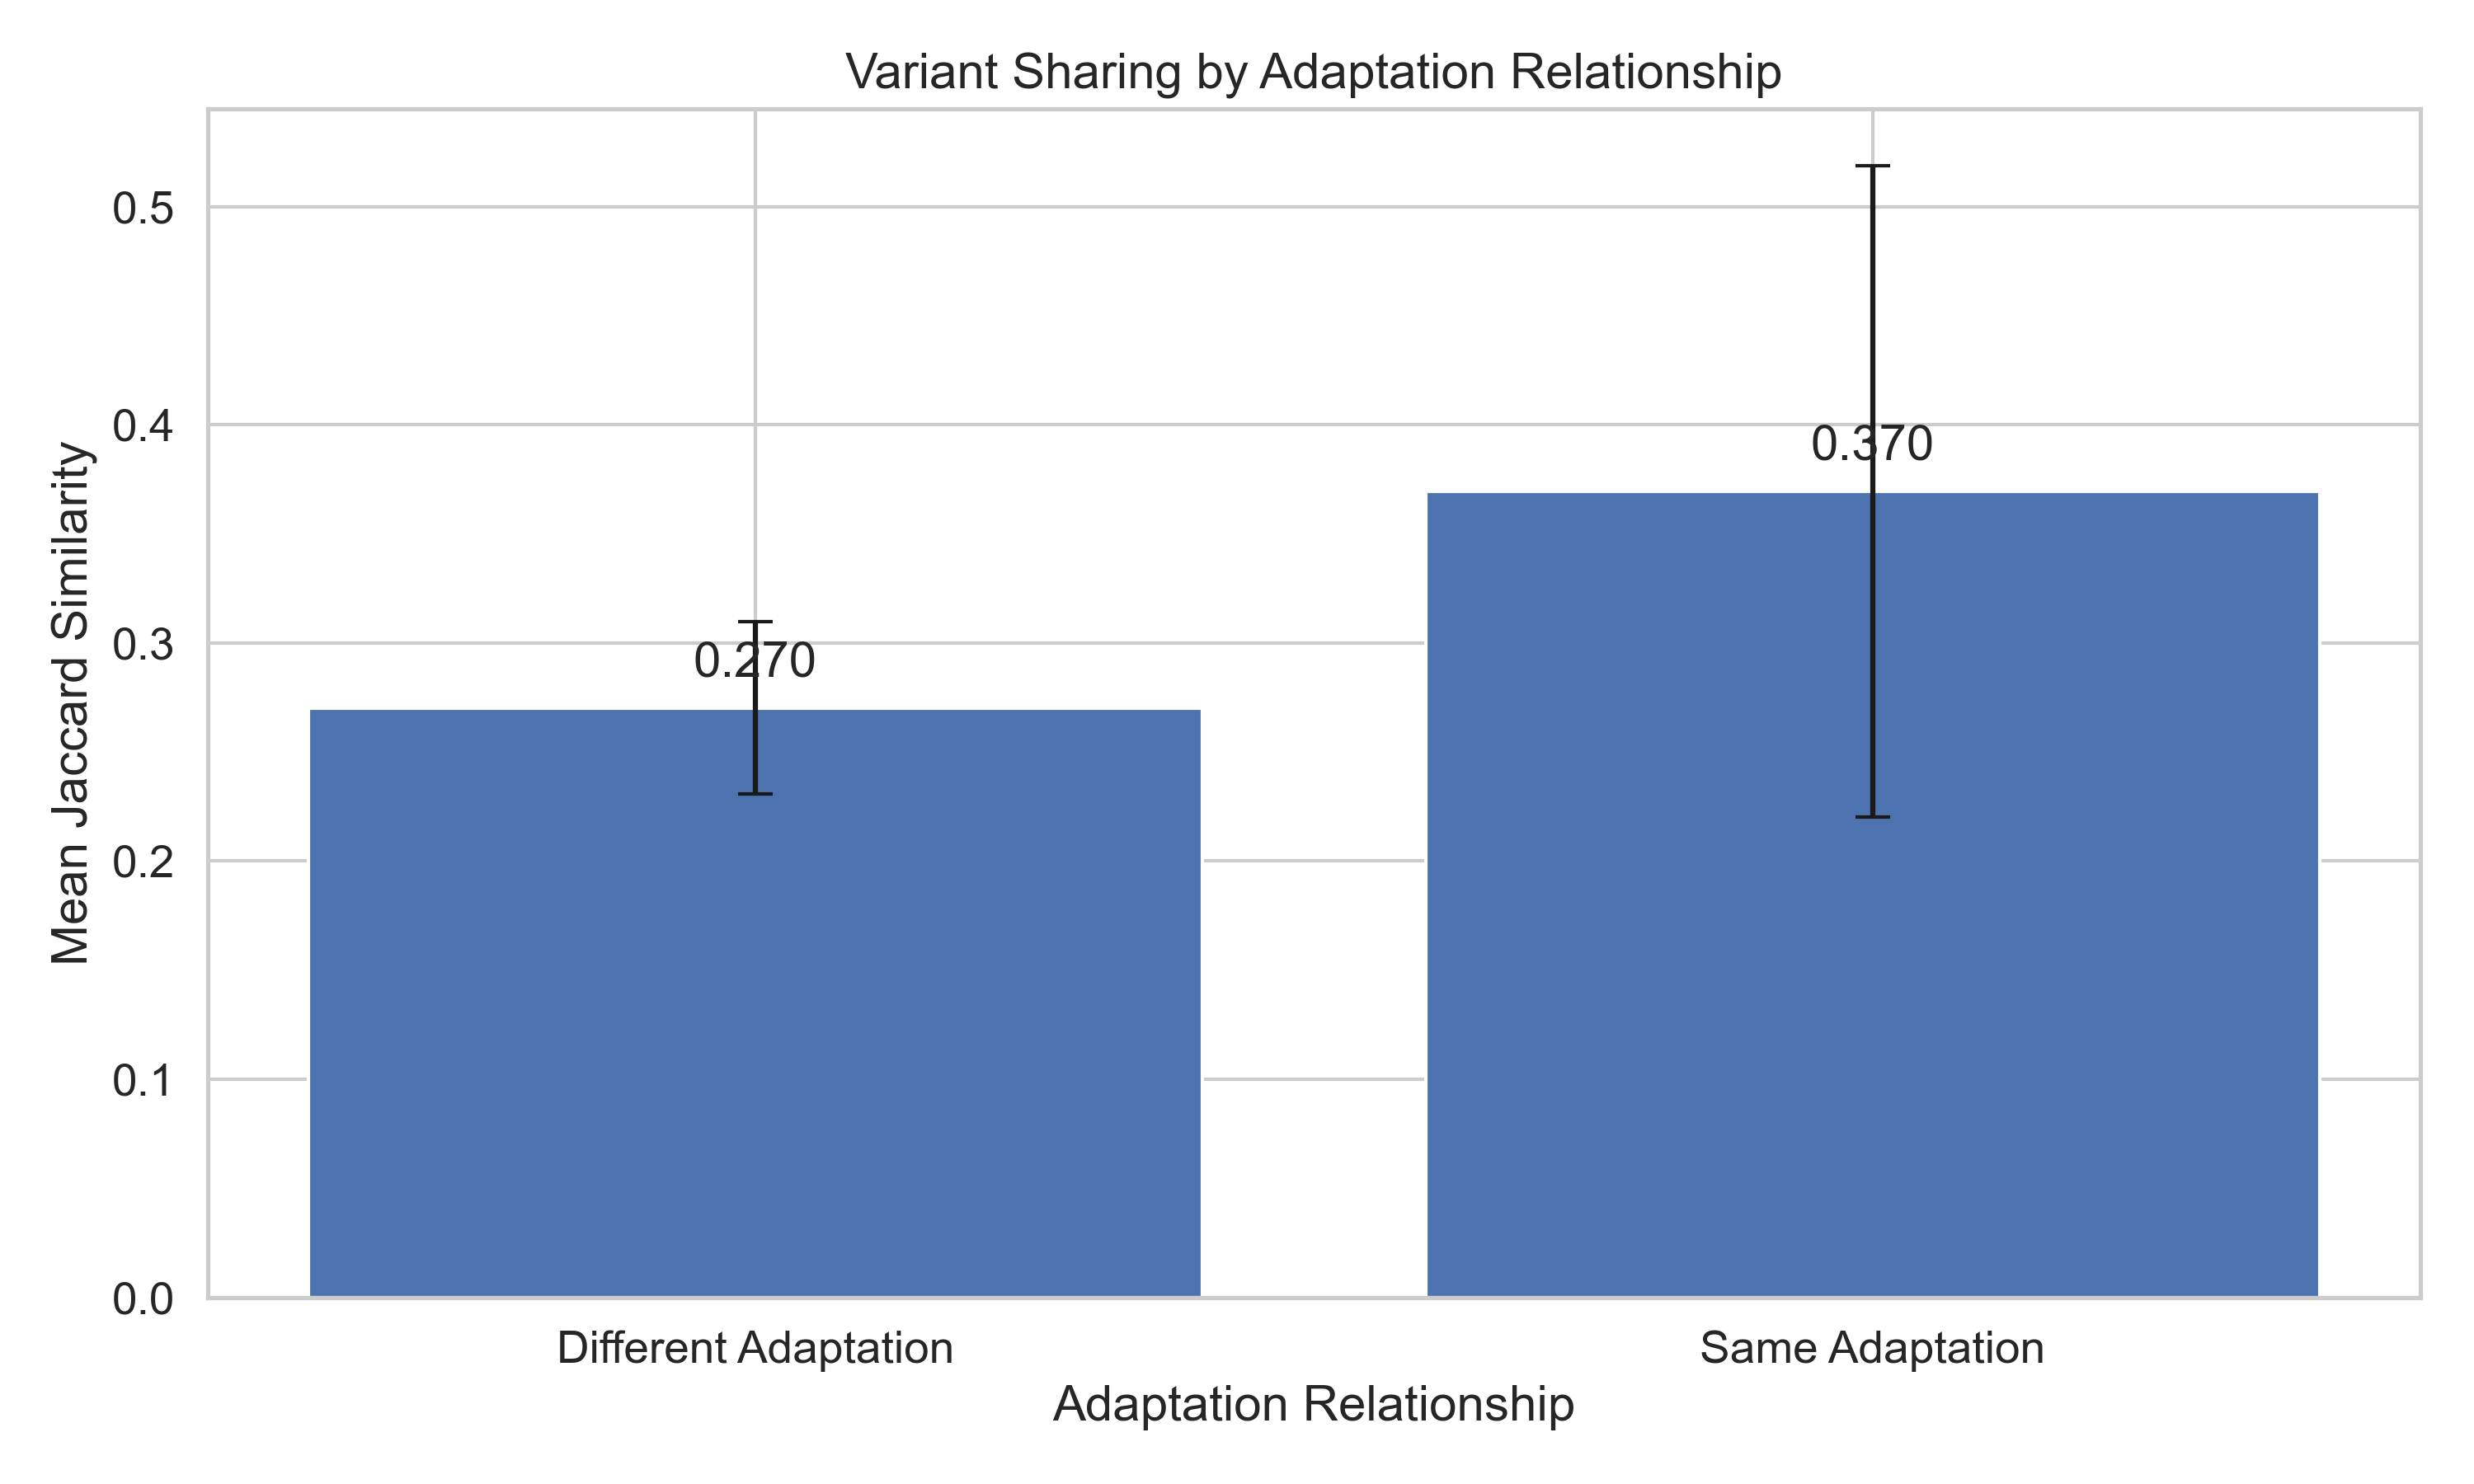 Variant Sharing by Adaptation Relationship
Mean Jaccard Similarity
0.5
0.4
0.3
0.2
0.1
0.0
0.270
0.370
Different Adaptation
Same Adaptation
Adaptation Relationship